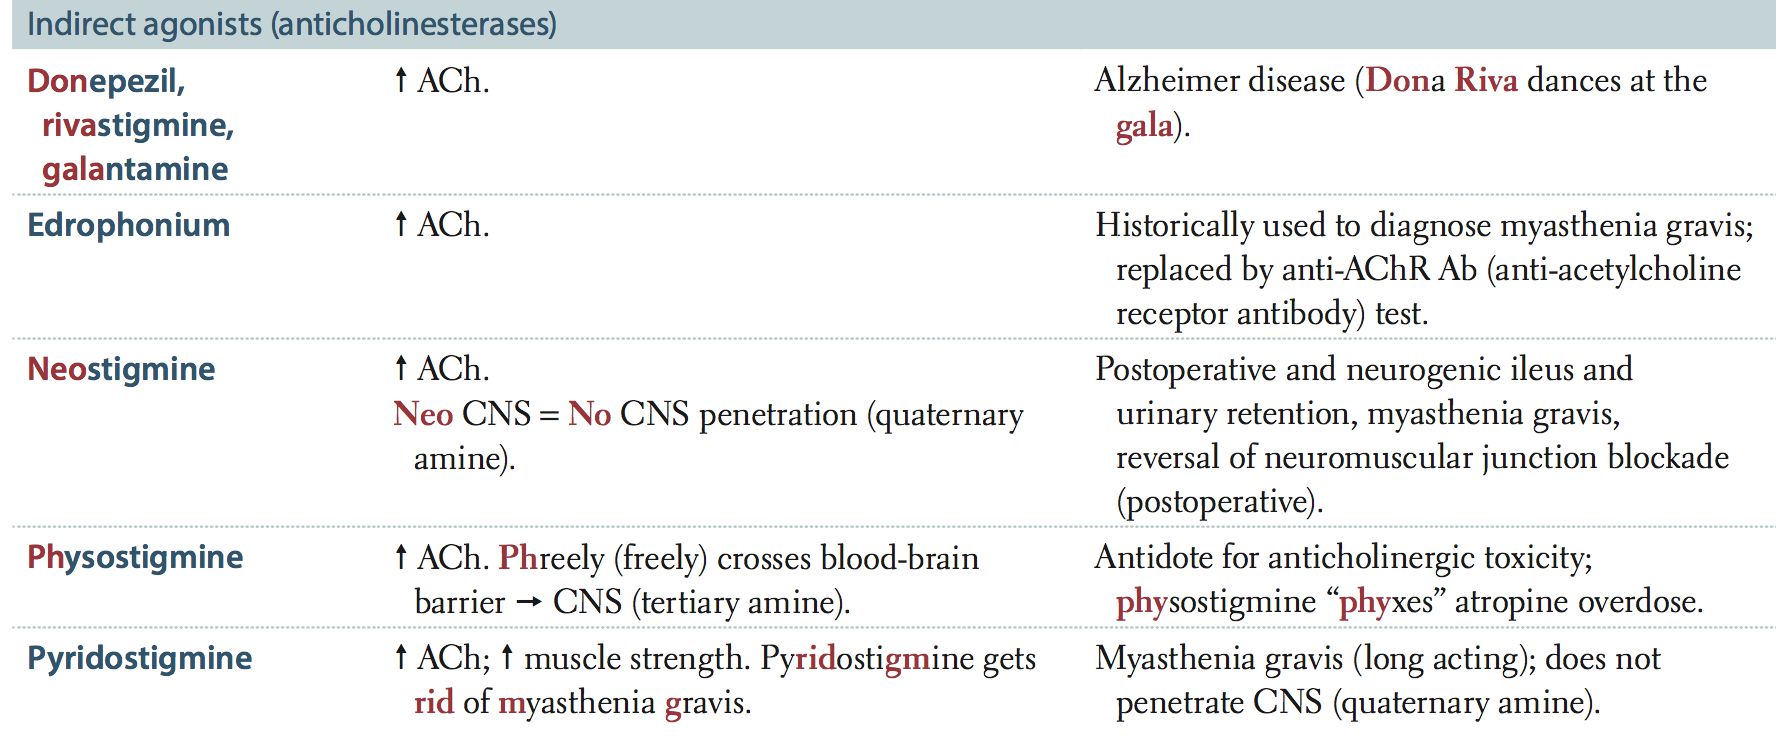 Indirect agonists (anticholinesterases)
Donepezil,
rivastigmine,
galantamine
↑ ACh.
Alzheimer disease (Dona Riva dances at the
gala).
Edrophonium
↑ ACh.
Historically used to diagnose myasthenia gravis;
replaced by anti-AChR Ab (anti-acetylcholine
receptor antibody) test.
Neostigmine
↑ ACh.
Neo CNS = No CNS penetration (quaternary
amine).
Postoperative and neurogenic ileus and
urinary retention, myasthenia gravis,
reversal of neuromuscular junction blockade
(postoperative).
Physostigmine
↑ ACh. Phreely (freely) crosses blood-brain
barrier → CNS (tertiary amine).
Antidote for anticholinergic toxicity;
physostigmine “phyxes” atropine overdose.
Pyridostigmine
↑ ACh; ↑ muscle strength. Pyridostigmine gets
rid of myasthenia gravis.
Myasthenia gravis (long acting); does not
penetrate CNS (quaternary amine).